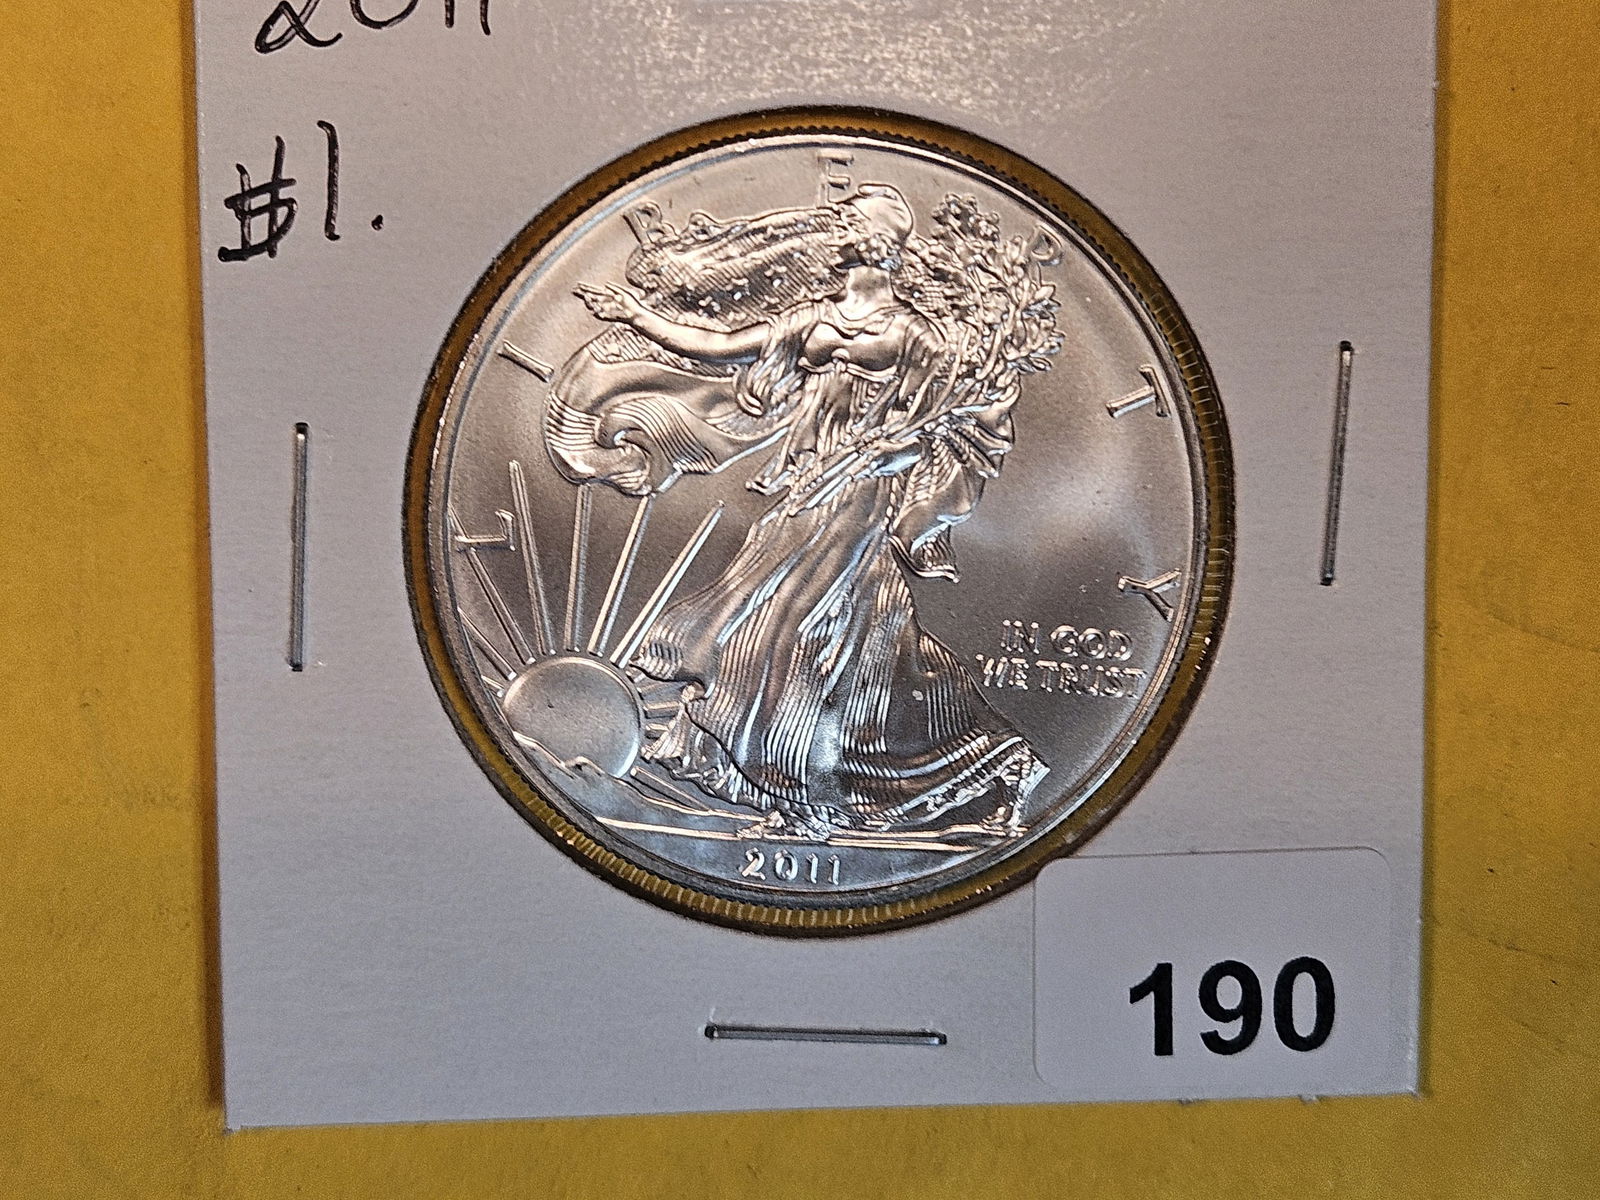 2011
$1.
LIBERTY
IN GOD
WE TRUST
2011
190